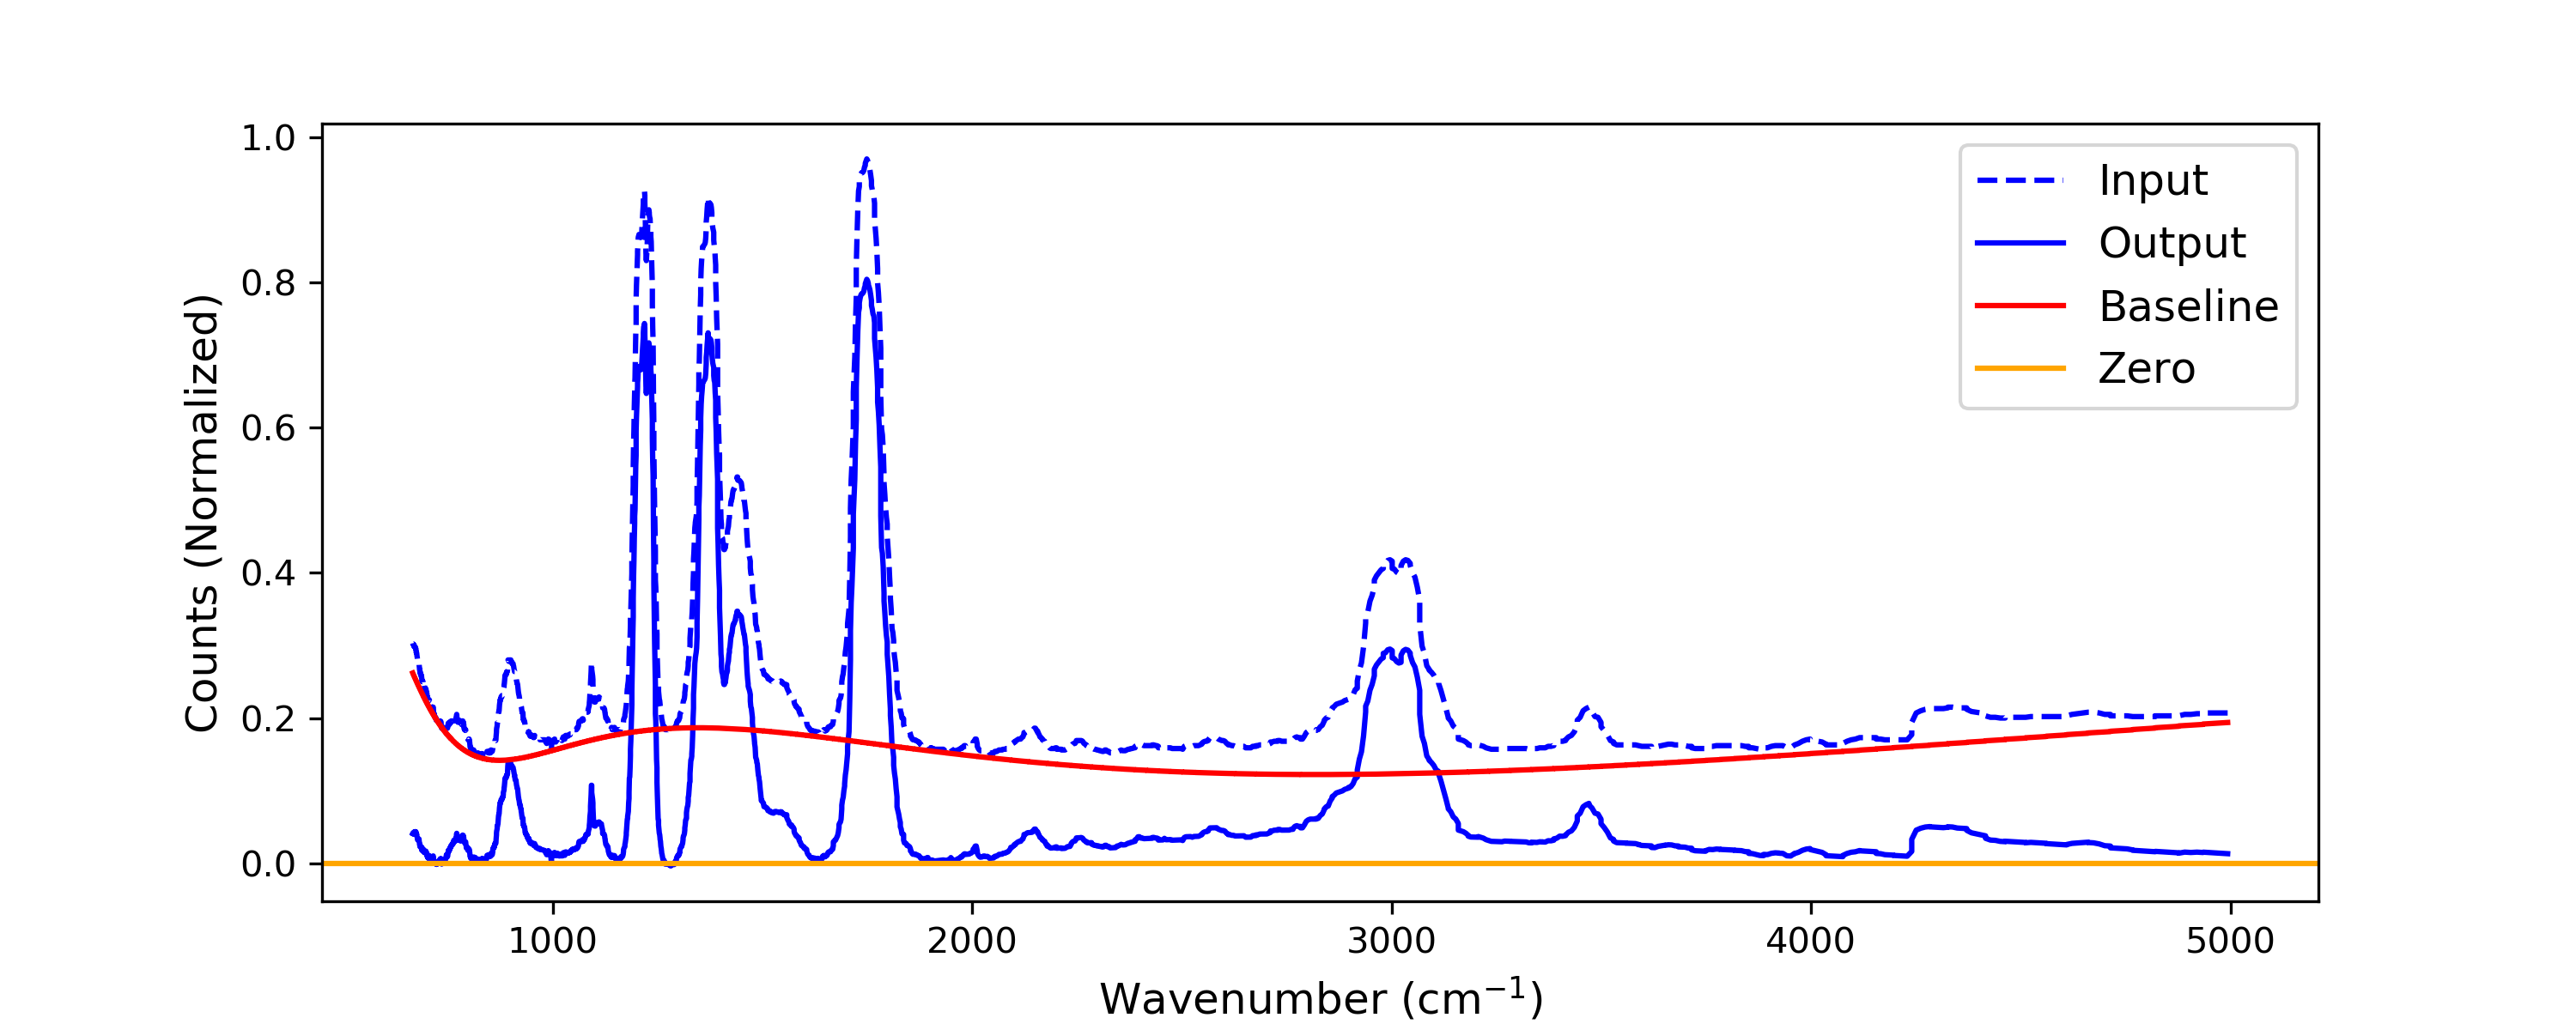 1.0
0.8
0.6
0.4
0.2
0.0
Counts (Normalized)
Input
Output
Baseline
Zero
1000 2000 3000 4000 5000
Wavenumber (cm⁻¹)